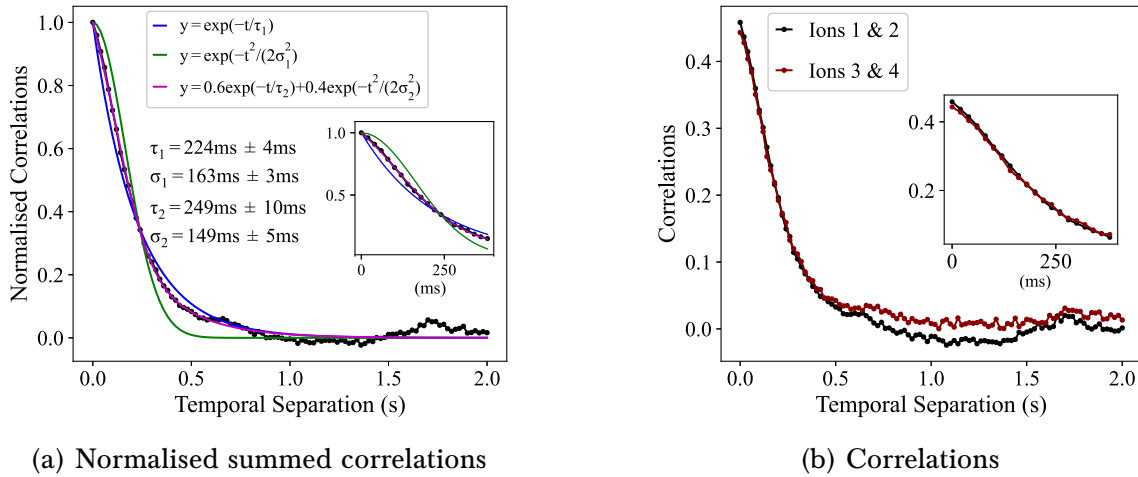 y=exp(−t/τ₁)
y=exp(−t²/(2σ₁²)
y=0.6exp(−t/τ₂)+0.4exp(−t²/(2σ₂²)
τ₁=224ms ± 4ms
σ₁=163ms ± 3ms
τ₂=249ms ± 10ms
σ₂=149ms ± 5ms
Normalised Correlations
1.0
0.8
0.6
0.4
0.2
0.0
0.0
0.5
1.0
1.5
2.0
Temporal Separation (s)
1.0
0.5
0
250
(ms)
(a) Normalised summed correlations
Ions 1 & 2
Ions 3 & 4
Correlations
0.4
0.3
0.2
0.1
0.0
0.0
0.5
1.0
1.5
2.0
Temporal Separation (s)
0.4
0.2
0
250
(ms)
(b) Correlations